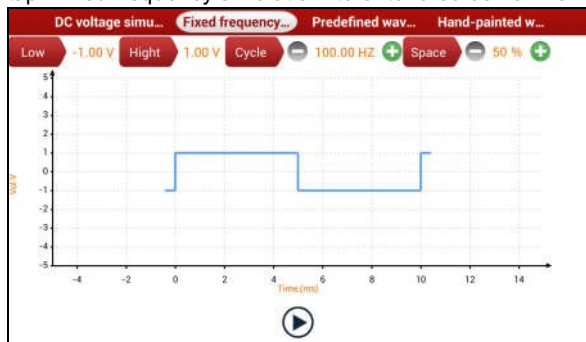 DC voltage simu... Fixed frequency... Predefined wav... Hand-painted w...
Low -1.00 V Hight 1.00 V Cycle 100.00 HZ Space 50 %
5
4
3
2
1
0
-1
-2
-3
-4
-5
Vol:V
-4 -2 0 2 4 6 8 10 12 14
Time:(ms)